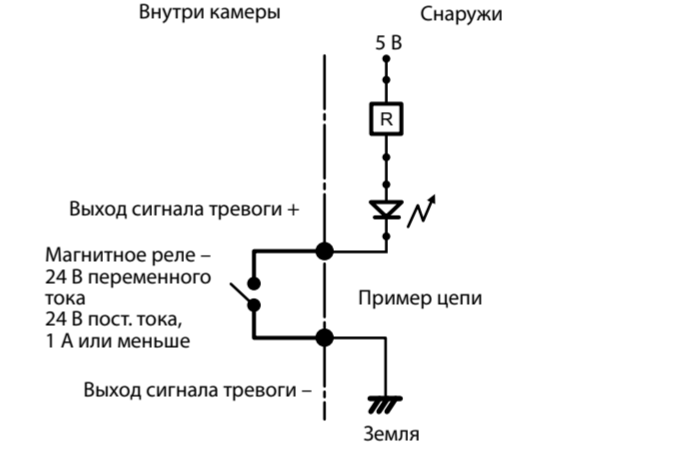 Внутри камеры
Снаружи
5 В
R
Выход сигнала тревоги +
Магнитное реле –
24 В переменного
тока
24 В пост. тока,
1 А или меньше
Пример цепи
Выход сигнала тревоги –
Земля